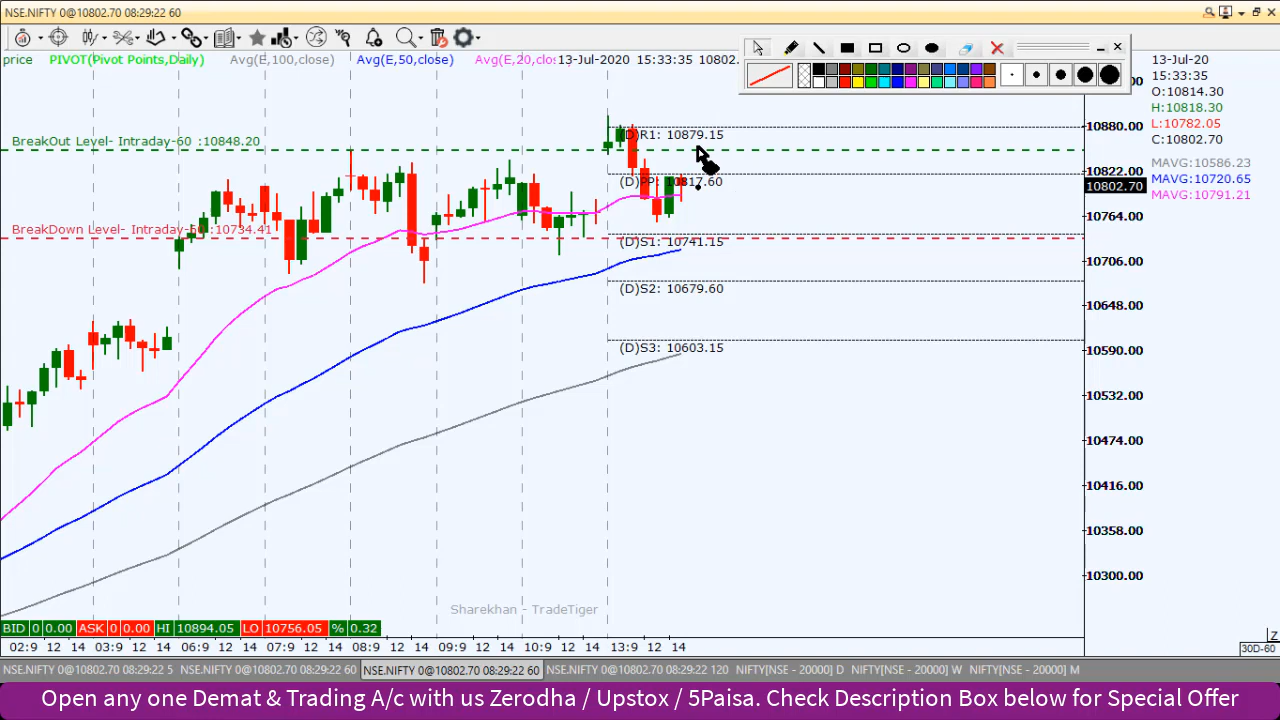 NSE.NIFTY 0@10802.70 08:29:22 60
price PIVOT(Pivot Points,Daily) Avg(E,100,close) Avg(E,50,close) Avg(E,20,clos 13-July-2020 15:33:35 10802.
13-Jul-20
15:33:35
O:10814.30
H:10818.30
L:10782.05
C:10802.70
MAVG:10586.23
MAVG:10720.65
MAVG:10791.21
BreakOut Level- Intraday-60 :10848.20
(D)R1: 10879.15
(D)PP: 10817.60
BreakDown Level- Intraday-60 :10734.41
(D)S1: 10741.15
(D)S2: 10679.60
(D)S3: 10603.15
10880.00
10822.00
10802.70
10764.00
10706.00
10648.00
10590.00
10532.00
10474.00
10416.00
10358.00
10300.00
Sharekhan - TradeTiger
BID 0 0.00 ASK 0 0.00 HI 10894.05 LO 10756.05 % 0.32
02:9 12 14 03:9 12 14 06:9 12 14 07:9 12 14 08:9 12 14 09:9 12 14 10:9 12 14 13:9 12 14
Z
30D-60
NSE.NIFTY 0@10802.70 08:29:22 5 NSE.NIFTY 0@10802.70 08:29:22 60 NSE.NIFTY 0@10802.70 08:29:22 60 NSE.NIFTY 0@10802.70 08:29:22 120 NIFTY[NSE - 20000] D NIFTY[NSE - 20000] W NIFTY[NSE - 20000] M
Open any one Demat & Trading A/c with us Zerodha / Upstox / 5Paisa. Check Description Box below for Special Offer